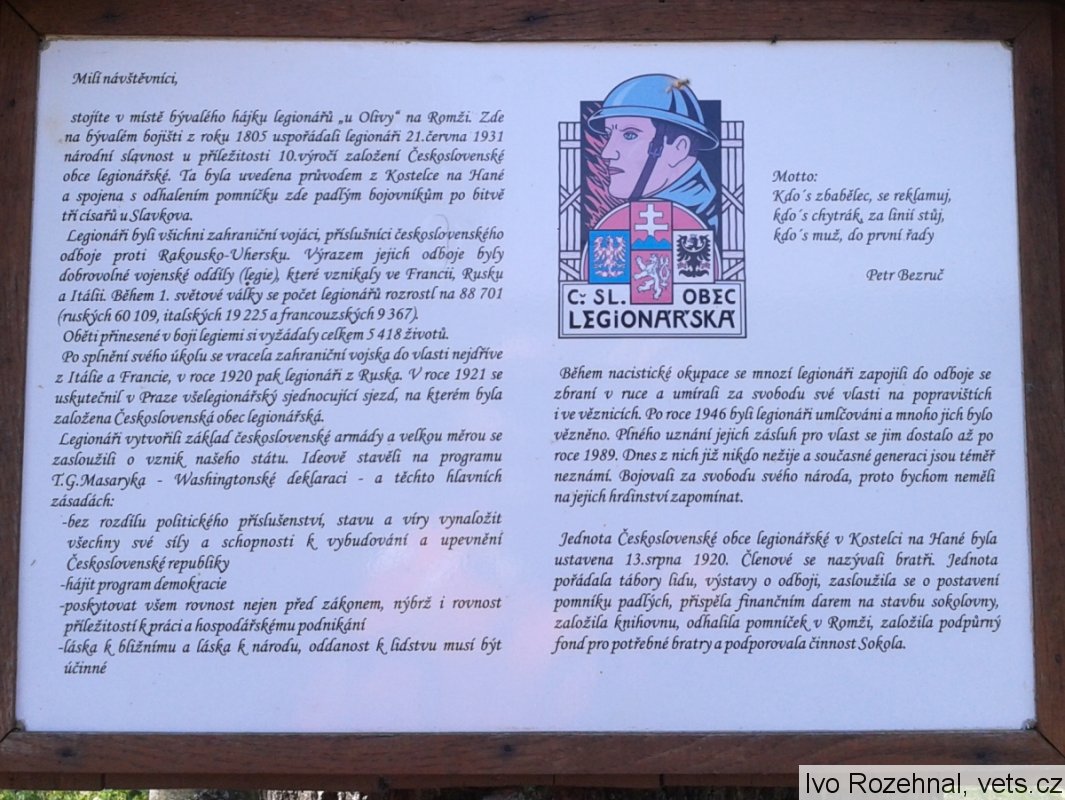 Milí návštěvníci,
stojíte v místě bývalého hájku legionářů „u Olivy“ na Romži. Zde
na bývalém bojišti z roku 1805 uspořádali legionáři 21.června 1931
národní slavnost u příležitosti 10.výročí založení Československé
obce legionářské. Ta byla uvedena průvodem z Kostelce na Hané
a spojena s odhalením pomníčku zde padlým bojovníkům po bitvě
tří císařů u Slavkova.
Legionáři byli všichni zahraniční vojáci, příslušníci československého
odboje proti Rakousko-Uhersku. Výrazem jejich odboje byly
dobrovolné vojenské oddíly (legie), které vznikaly ve Francii, Rusku
a Itálii. Během 1. světové války se počet legionářů rozrostl na 88 701
(ruských 60 109, italských 19 225 a francouzských 9 367).
Oběti přinesené v boji legiemi si vyžádaly celkem 5 418 životů.
Po splnění svého úkolu se vracela zahraniční vojska do vlasti nejdříve
z Itálie a Francie, v roce 1920 pak legionáři z Ruska. V roce 1921 se
uskutečnil v Praze všelegionářský sjednocující sjezd, na kterém byla
založena Československá obec legionářská.
Legionáři vytvořili základ československé armády a velkou měrou se
zasloužili o vznik našeho státu. Ideově stavěli na programu
T.G.Masaryka - Washingtonské deklaraci - a těchto hlavních
zásadách:
-bez rozdílu politického příslušenství, stavu a víry vynaložit
všechny své síly a schopnosti k vybudování a upevnění
Československé republiky
-hájit program demokracie
-poskytovat všem rovnost nejen před zákonem, nýbrž i rovnost
příležitostí k práci a hospodářskému podnikání
-láska k bližnímu a láska k národu, oddanost k lidstvu musí být
účinné
Č. SL. OBEC
LEGIONÁŘSKÁ
Motto:
Kdo´s zbabělec, se reklamuj,
kdo´s chytrák, za linií stůj,
kdo´s muž, do první řady
Petr Bezruč
Během nacistické okupace se mnozí legionáři zapojili do odboje se
zbraní v ruce a umírali za svobodu své vlasti na popravištích
i ve věznicích. Po roce 1946 byli legionáři umlčováni a mnoho jich bylo
vězněno. Plného uznání jejich zásluh pro vlast se jim dostalo až po
roce 1989. Dnes z nich již nikdo nežije a současné generaci jsou téměř
neznámí. Bojovali za svobodu svého národa, proto bychom neměli
na jejich hrdinství zapomínat.
Jednota Československé obce legionářské v Kostelci na Hané byla
ustavena 13.srpna 1920. Členové se nazývali bratři. Jednota
pořádala tábory lidu, výstavy o odboji, zasloužila se o postavení
pomníku padlých, přispěla finančním darem na stavbu sokolovny,
založila knihovnu, odhalila pomníček v Romži, založila podpůrný
fond pro potřebné bratry a podporovala činnost Sokola.
Ivo Rozehnal, vets.cz